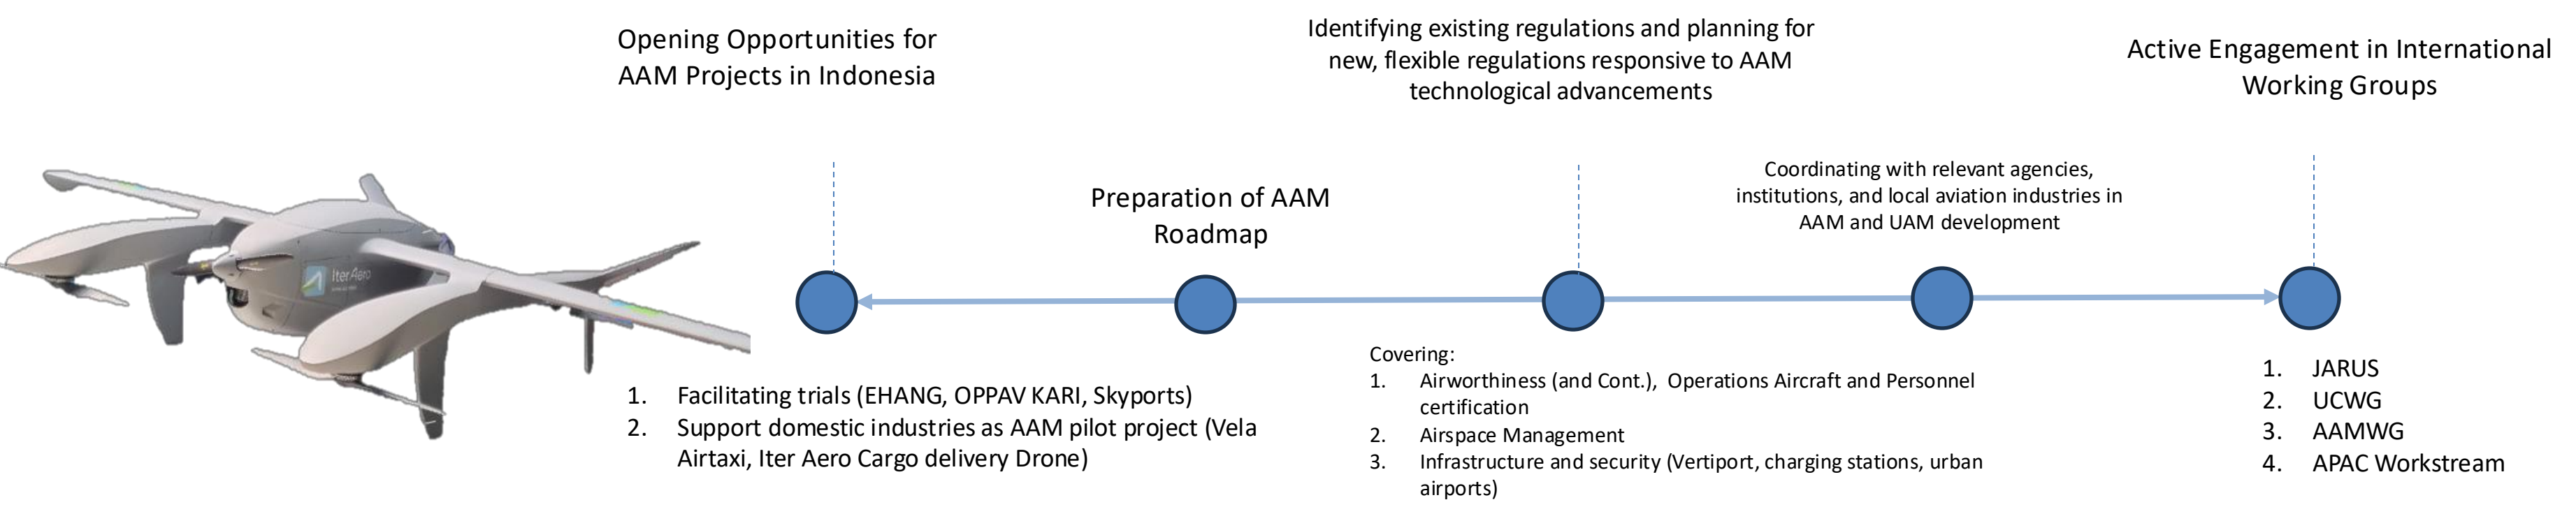 Opening Opportunities for
AAM Projects in Indonesia
1. Facilitating trials (EHANG, OPPAV KARI, Skyports)
2. Support domestic industries as AAM pilot project (Vela
Airtaxi, Iter Aero Cargo delivery Drone)
Preparation of AAM
Roadmap
Identifying existing regulations and planning for
new, flexible regulations responsive to AAM
technological advancements
Covering:
1. Airworthiness (and Cont.), Operations Aircraft and Personnel
certification
2. Airspace Management
3. Infrastructure and security (Vertiport, charging stations, urban
airports)
Coordinating with relevant agencies,
institutions, and local aviation industries in
AAM and UAM development
Active Engagement in International
Working Groups
1. JARUS
2. UCWG
3. AAMWG
4. APAC Workstream
IterAero